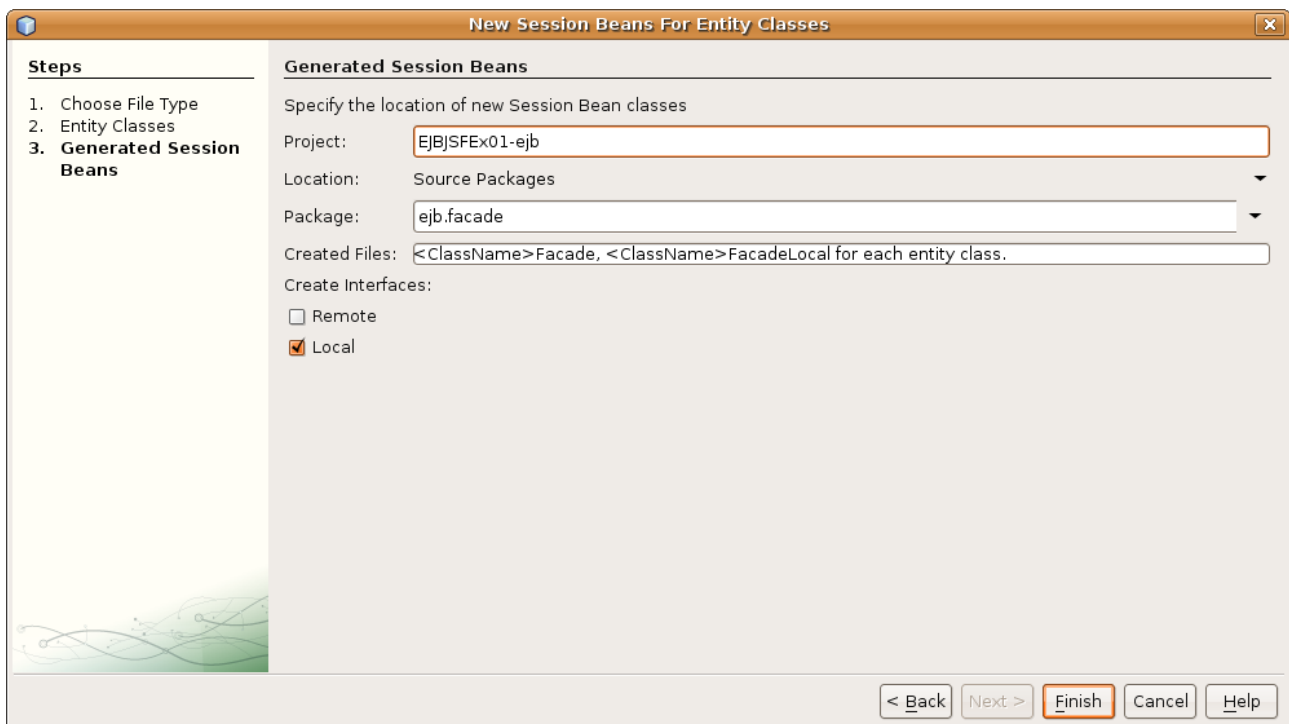 New Session Beans For Entity Classes
Steps
1. Choose File Type
2. Entity Classes
3. Generated Session
Beans
Generated Session Beans
Specify the location of new Session Bean classes
Project: EJBJSFEx01-ejb
Location: Source Packages
Package: ejb.facade
Created Files: <ClassName>Facade, <ClassName>FacadeLocal for each entity class.
Create Interfaces:
Remote
Local
< Back Next > Finish Cancel Help